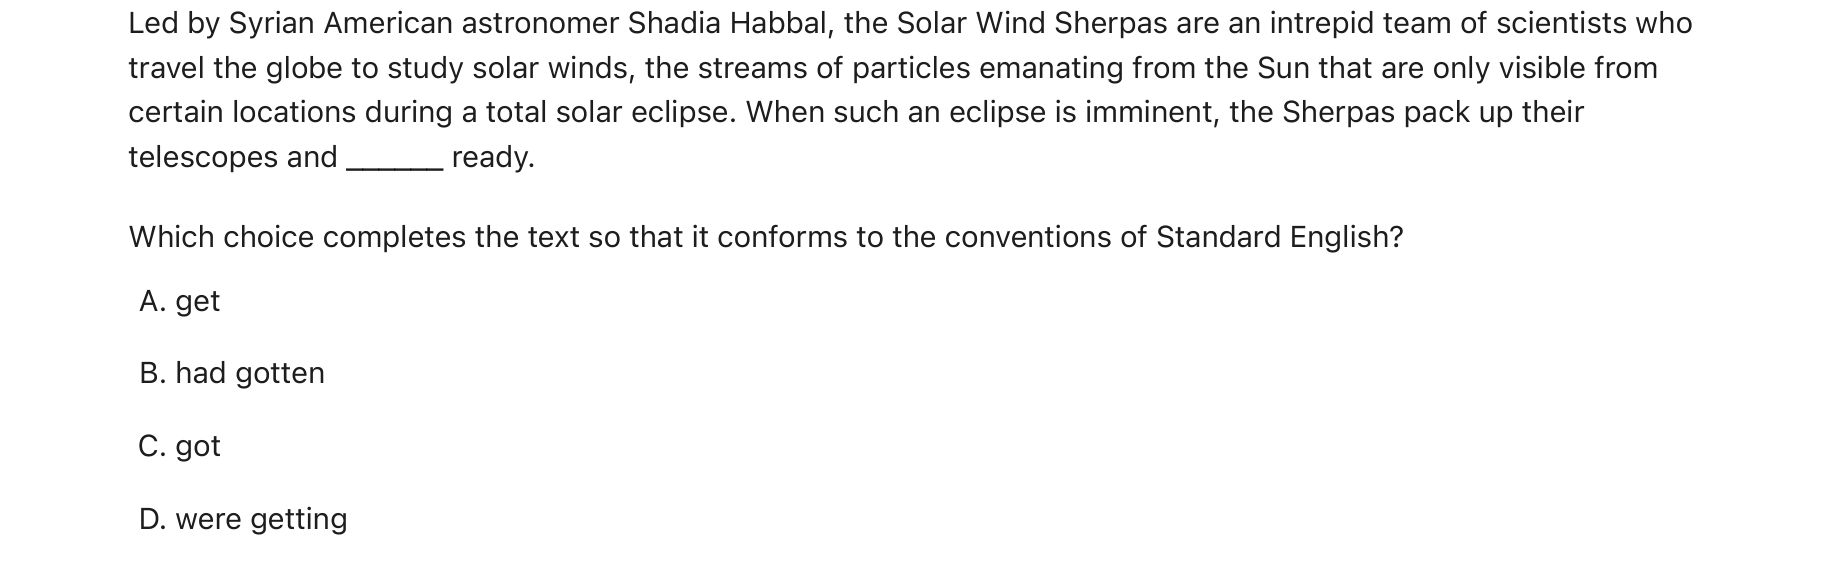 Led by Syrian American astronomer Shadia Habbal, the Solar Wind Sherpas are an intrepid team of scientists who
travel the globe to study solar winds, the streams of particles emanating from the Sun that are only visible from
certain locations during a total solar eclipse. When such an eclipse is imminent, the Sherpas pack up their
telescopes and ______ ready.
Which choice completes the text so that it conforms to the conventions of Standard English?
A. get
B. had gotten
C. got
D. were getting